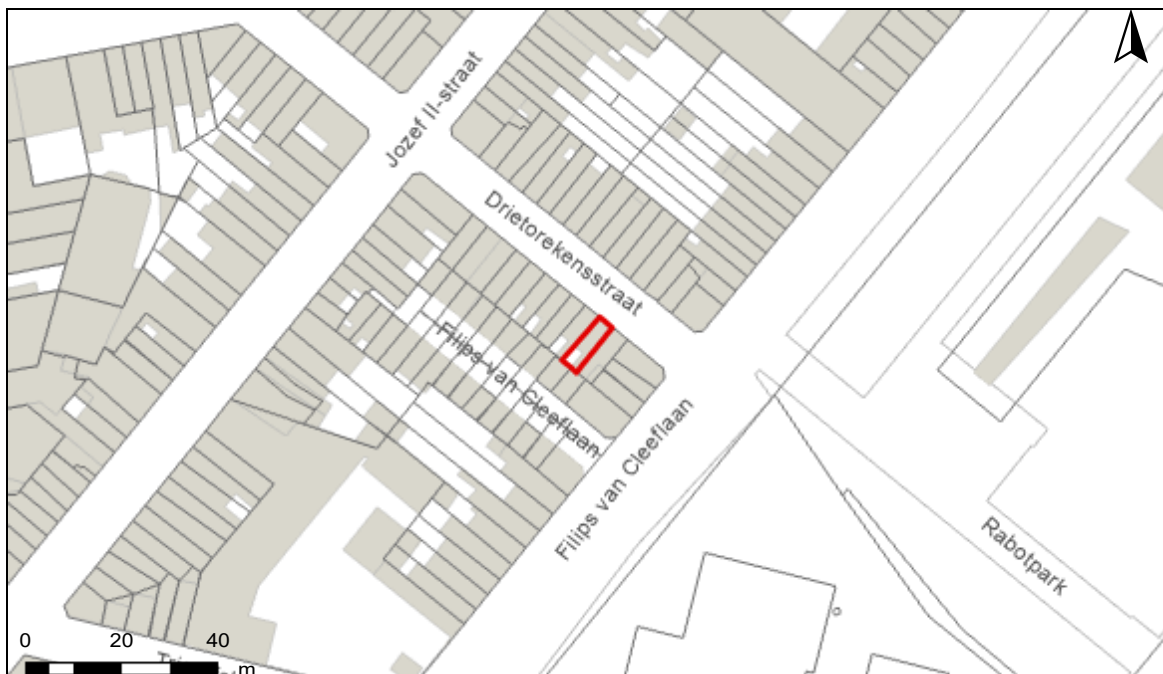 Jozef II-straat
Drietorekensstraat
Filips van Cleeflaan
Filips van Cleeflaan
Rabotpark
0 20 40
m